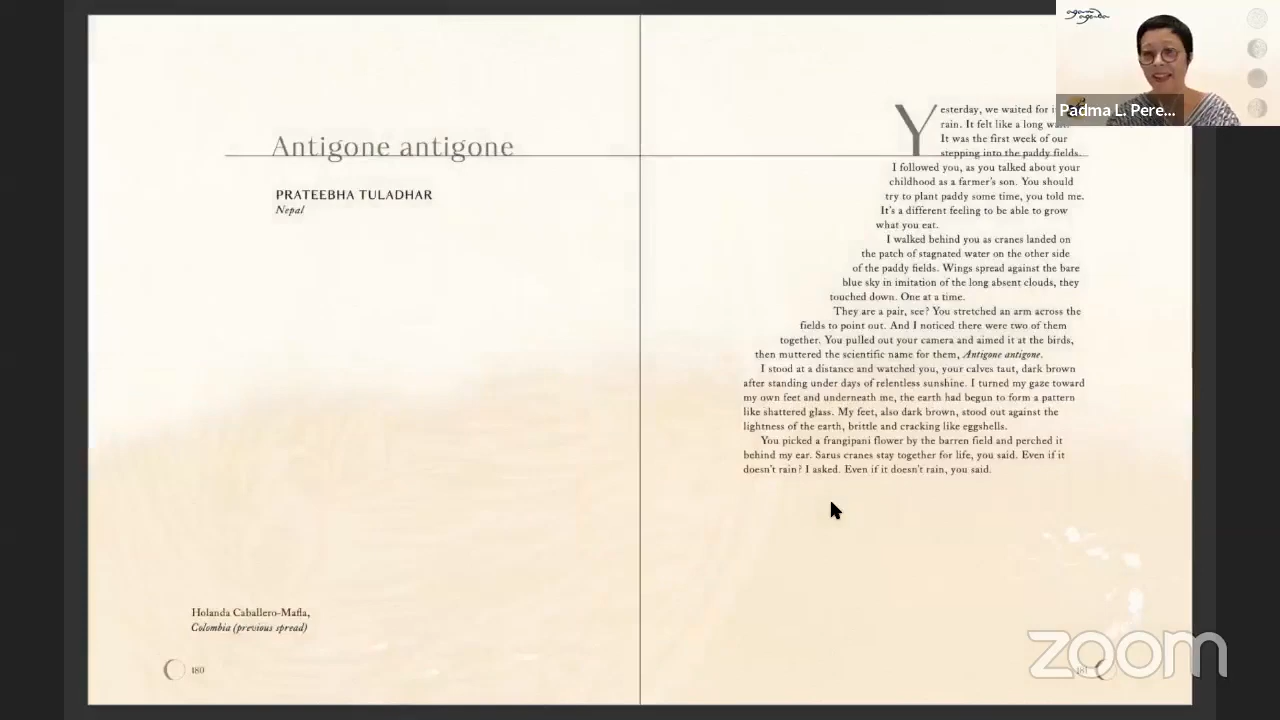 Antigone antigone
PRATEEBHA TULADHAR
Nepal
Holanda Caballero-Mafla,
Colombia (previous spread)
180
Yesterday, we waited for
rain. It felt like a long
It was the first week of our
stepping into the paddy fields.
I followed you, as you talked about your
childhood as a farmer's son. You should
try to plant paddy some time, you told me.
It's a different feeling to be able to grow
what you eat.
I walked behind you as cranes landed on
the patch of stagnated water on the other side
of the paddy fields. Wings spread against the bare
blue sky in imitation of the long absent clouds, they
touched down. One at a time.
They are a pair, see? You stretched an arm across the
fields to point out. And I noticed there were two of them
together. You pulled out your camera and aimed it at the birds,
then muttered the scientific name for them, Antigone antigone.
I stood at a distance and watched you, your calves taut, dark brown
after standing under days of relentless sunshine. I turned my gaze toward
my own feet and underneath me, the earth had begun to form a pattern
like shattered glass. My feet, also dark brown, stood out against the
lightness of the earth, brittle and cracking like eggshells.
You picked a frangipani flower by the barren field and perched it
behind my ear. Sarus cranes stay together for life, you said. Even if it
doesn't rain? I asked. Even if it doesn't rain, you said.
181
agam
agenda
Padma L. Pere...
zoom